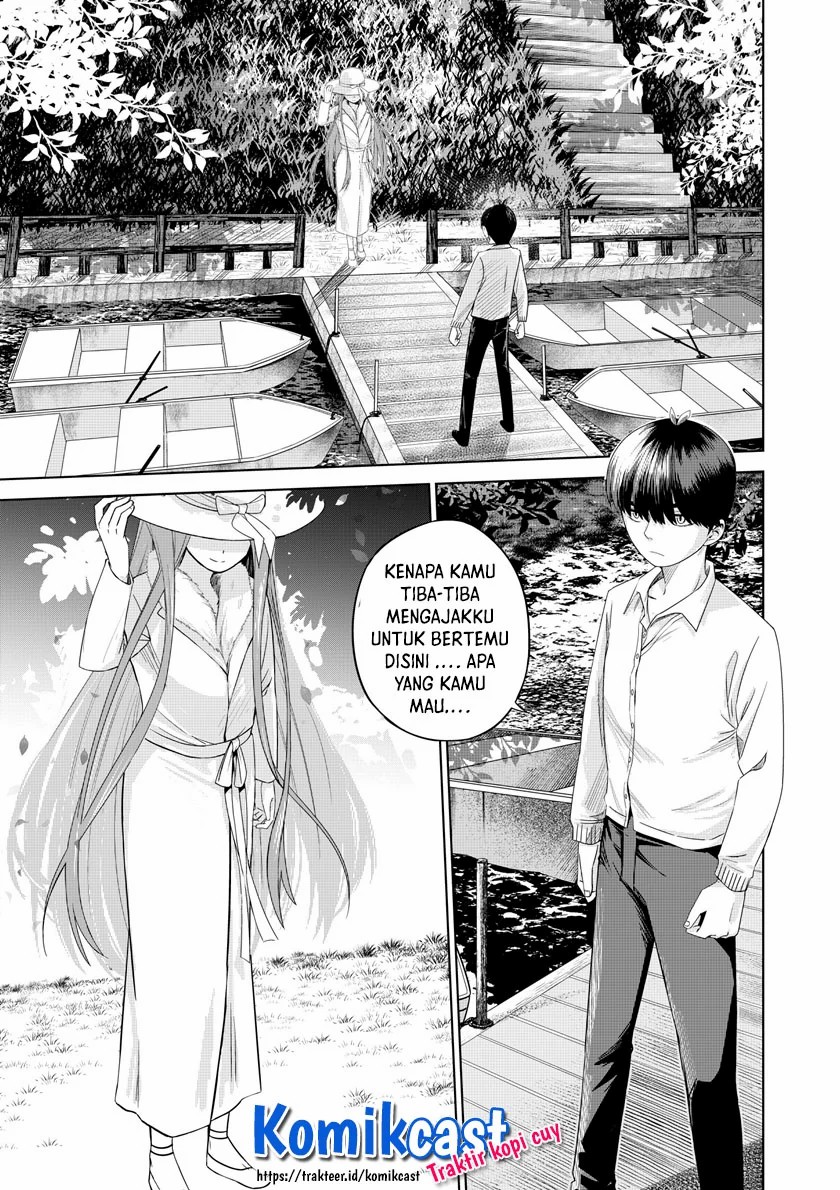 KENAPA KAMU
TIBA-TIBA
MENGAJAKKU
UNTUK BERTEMU
DISINI .... APA
YANG KAMU
MAU....
Komikcast
Traktir kopi cuy
https://trakteer.id/komikcast